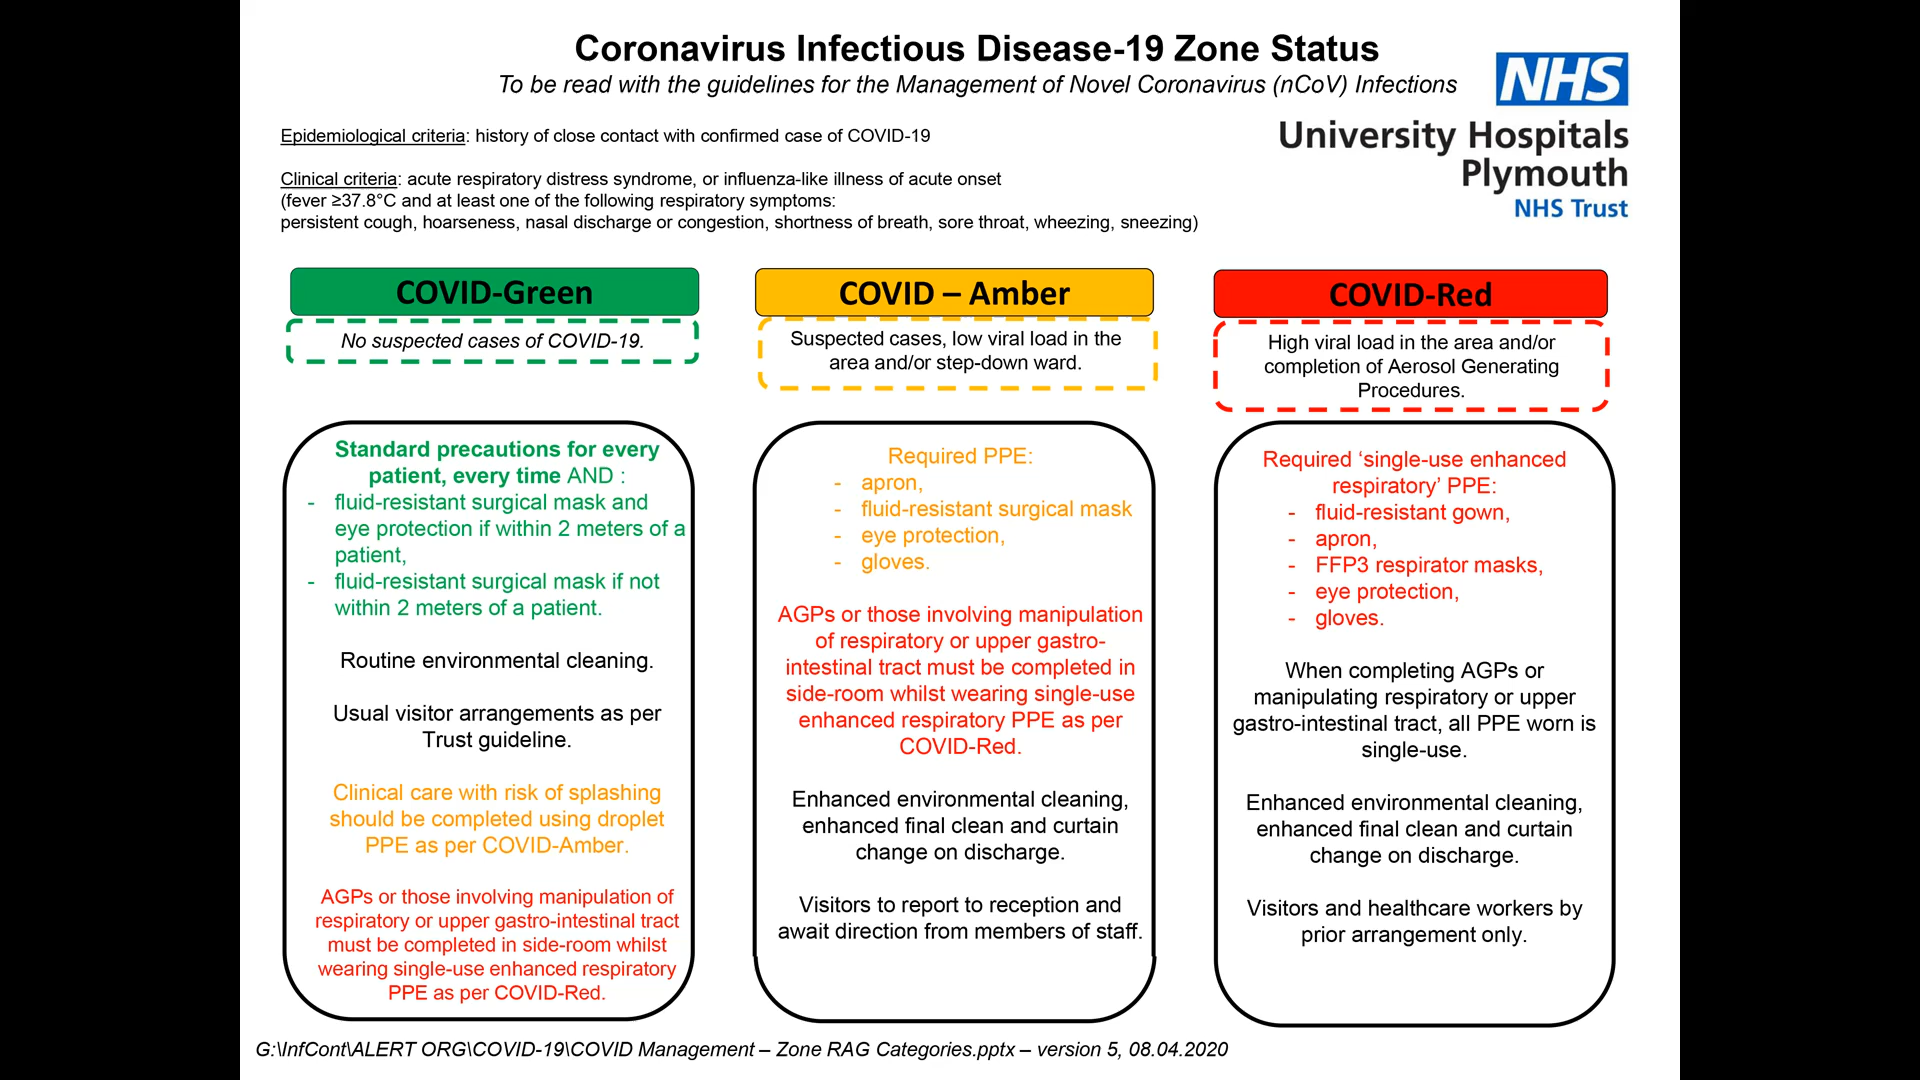 Coronavirus Infectious Disease-19 Zone Status
To be read with the guidelines for the Management of Novel Coronavirus (nCoV) Infections
NHS
University Hospitals
Plymouth
NHS Trust
Epidemiological criteria: history of close contact with confirmed case of COVID-19
Clinical criteria: acute respiratory distress syndrome, or influenza-like illness of acute onset
(fever ≥37.8°C and at least one of the following respiratory symptoms:
persistent cough, hoarseness, nasal discharge or congestion, shortness of breath, sore throat, wheezing, sneezing)
COVID-Green
No suspected cases of COVID-19.
Standard precautions for every
patient, every time AND :
- fluid-resistant surgical mask and
eye protection if within 2 meters of a
patient,
- fluid-resistant surgical mask if not
within 2 meters of a patient.
Routine environmental cleaning.
Usual visitor arrangements as per
Trust guideline.
Clinical care with risk of splashing
should be completed using droplet
PPE as per COVID-Amber.
AGPs or those involving manipulation of
respiratory or upper gastro-intestinal tract
must be completed in side-room whilst
wearing single-use enhanced respiratory
PPE as per COVID-Red.
COVID – Amber
Suspected cases, low viral load in the
area and/or step-down ward.
Required PPE:
- apron,
- fluid-resistant surgical mask
- eye protection,
- gloves.
AGPs or those involving manipulation
of respiratory or upper gastro-
intestinal tract must be completed in
side-room whilst wearing single-use
enhanced respiratory PPE as per
COVID-Red.
Enhanced environmental cleaning,
enhanced final clean and curtain
change on discharge.
Visitors to report to reception and
await direction from members of staff.
COVID-Red
High viral load in the area and/or
completion of Aerosol Generating
Procedures.
Required ‘single-use enhanced
respiratory’ PPE:
- fluid-resistant gown,
- apron,
- FFP3 respirator masks,
- eye protection,
- gloves.
When completing AGPs or
manipulating respiratory or upper
gastro-intestinal tract, all PPE worn is
single-use.
Enhanced environmental cleaning,
enhanced final clean and curtain
change on discharge.
Visitors and healthcare workers by
prior arrangement only.
G:\InfCont\ALERT ORG\COVID-19\COVID Management – Zone RAG Categories.pptx – version 5, 08.04.2020